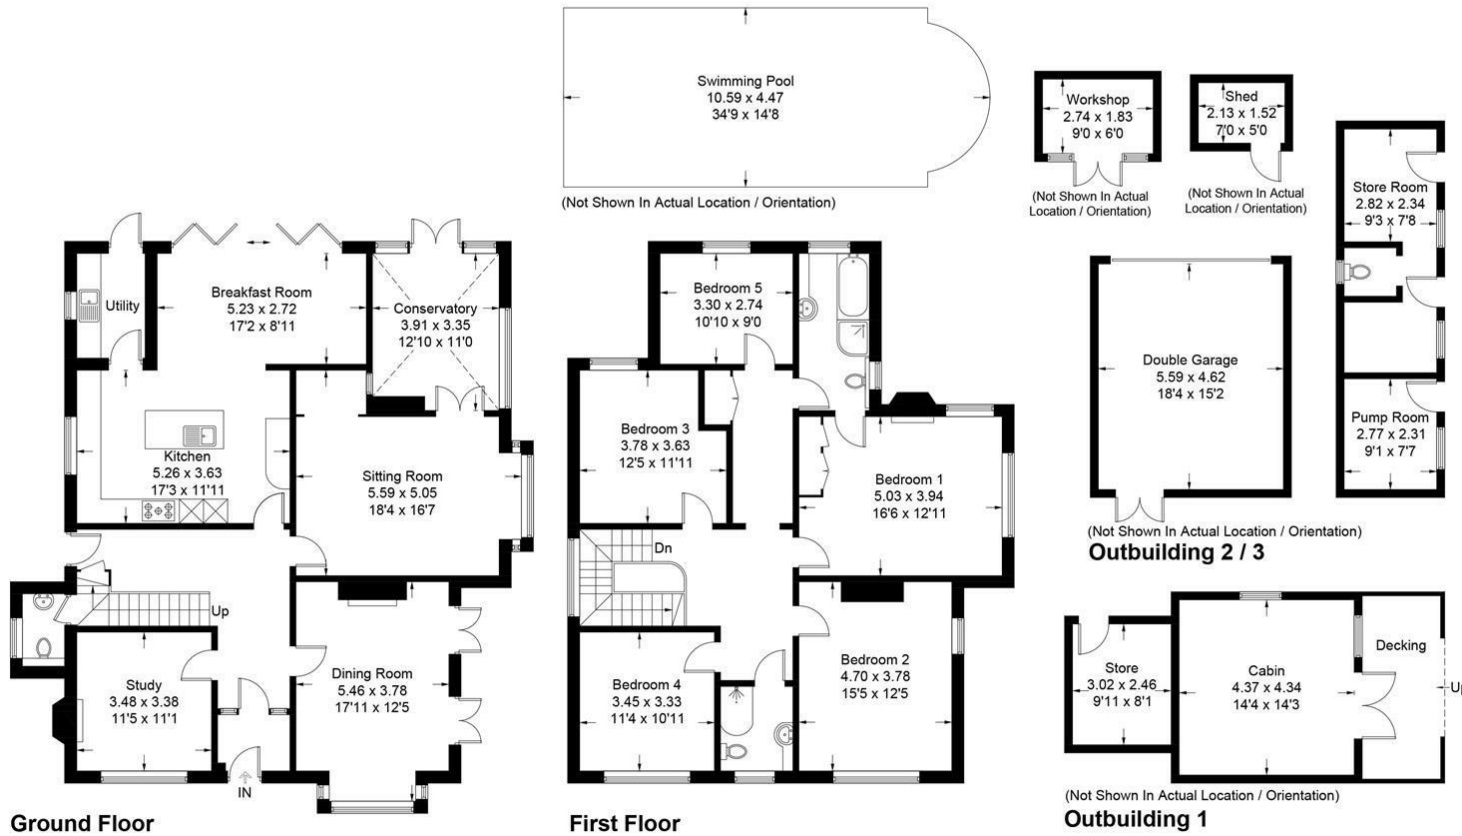 Swimming Pool
10.59 x 4.47
34'9 x 14'8
(Not Shown In Actual Location / Orientation)
Workshop
2.74 x 1.83
9'0 x 6'0
(Not Shown In Actual
Location / Orientation)
Shed
2.13 x 1.52
7'0 x 5'0
(Not Shown In Actual
Location / Orientation)
Store Room
2.82 x 2.34
9'3 x 7'8
Pump Room
2.77 x 2.31
9'1 x 7'7
Double Garage
5.59 x 4.62
18'4 x 15'2
(Not Shown In Actual Location / Orientation)
Outbuilding 2 / 3
Utility
Breakfast Room
5.23 x 2.72
17'2 x 8'11
Conservatory
3.91 x 3.35
12'10 x 11'0
Kitchen
5.26 x 3.63
17'3 x 11'11
Sitting Room
5.59 x 5.05
18'4 x 16'7
Up
Study
3.48 x 3.38
11'5 x 11'1
Dining Room
5.46 x 3.78
17'11 x 12'5
IN
Ground Floor
Bedroom 5
3.30 x 2.74
10'10 x 9'0
Bedroom 3
3.78 x 3.63
12'5 x 11'11
Bedroom 1
5.03 x 3.94
16'6 x 12'11
Dn
Bedroom 4
3.45 x 3.33
11'4 x 10'11
Bedroom 2
4.70 x 3.78
15'5 x 12'5
First Floor
Store
3.02 x 2.46
9'11 x 8'1
Cabin
4.37 x 4.34
14'4 x 14'3
Decking
Up
(Not Shown In Actual Location / Orientation)
Outbuilding 1